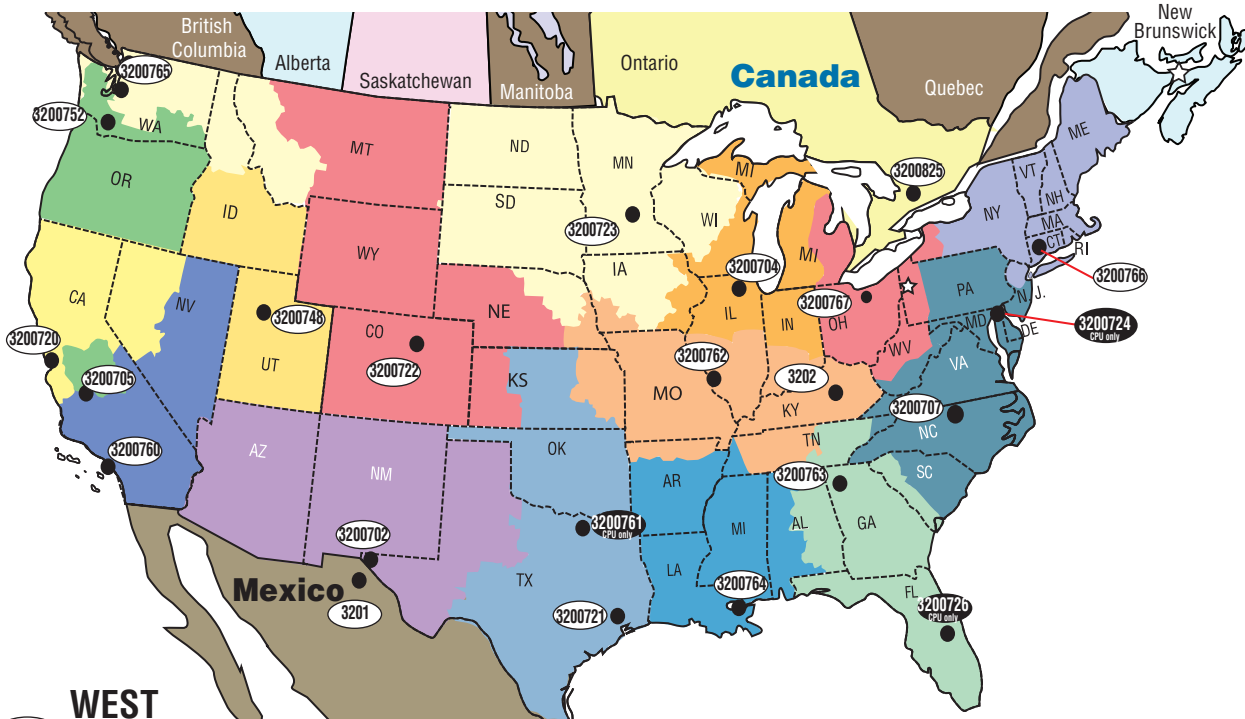 New
Brunswick
British
Columbia
Alberta
Saskatchewan
Manitoba
Ontario
Canada
Quebec
3200765
3200752
WA
MT
ND
MN
MI
3200825
ME
VT
NH
NY
MA
CT
RI
OR
ID
SD
3200723
WI
WY
IA
3200704
MI
3200766
CA
NV
3200748
NE
3200767
PA
N. J.
3200720
UT
CO
IL
IN
OH
MD
DE
3200724
CPU only
3200705
3200722
KS
3200762
MO
3202
WV
VA
KY
3200707
NC
3200760
AZ
NM
OK
TN
AR
3200763
SC
3200702
3200761
CPU only
MI
AL
GA
Mexico
3201
TX
LA
3200764
FL
3200721
3200726
CPU only
WEST